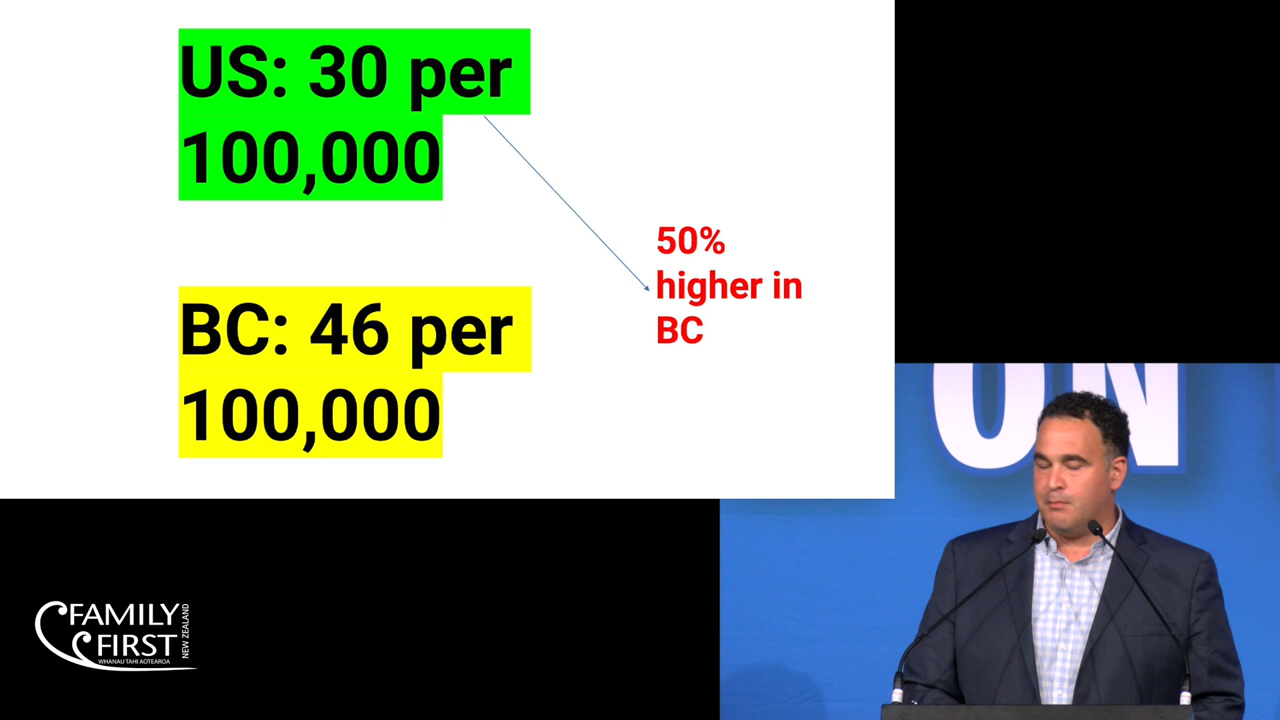 US: 30 per
100,000
50%
higher in
BC
BC: 46 per
100,000
ON
FAMILY
FIRST
NEW ZEALAND
WHANAU TAHI AOTEAROA